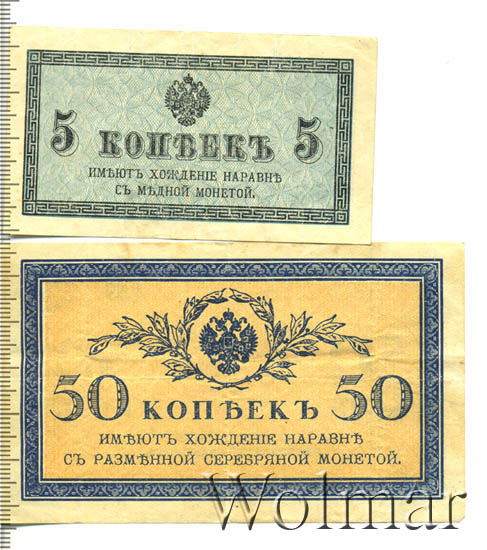 5 КОПѢЕКЪ 5
ИМѢЮТЪ ХОЖДЕНІЕ НАРАВНѢ
СЪ МѢДНОЙ МОНЕТОЙ.
50 КОПѢЕКЪ 50
ИМѢЮТЪ ХОЖДЕНІЕ НАРАВНѢ
СЪ РАЗМѢННОЙ СЕРЕБРЯНОЙ МОНЕТОЙ.
Wolmar